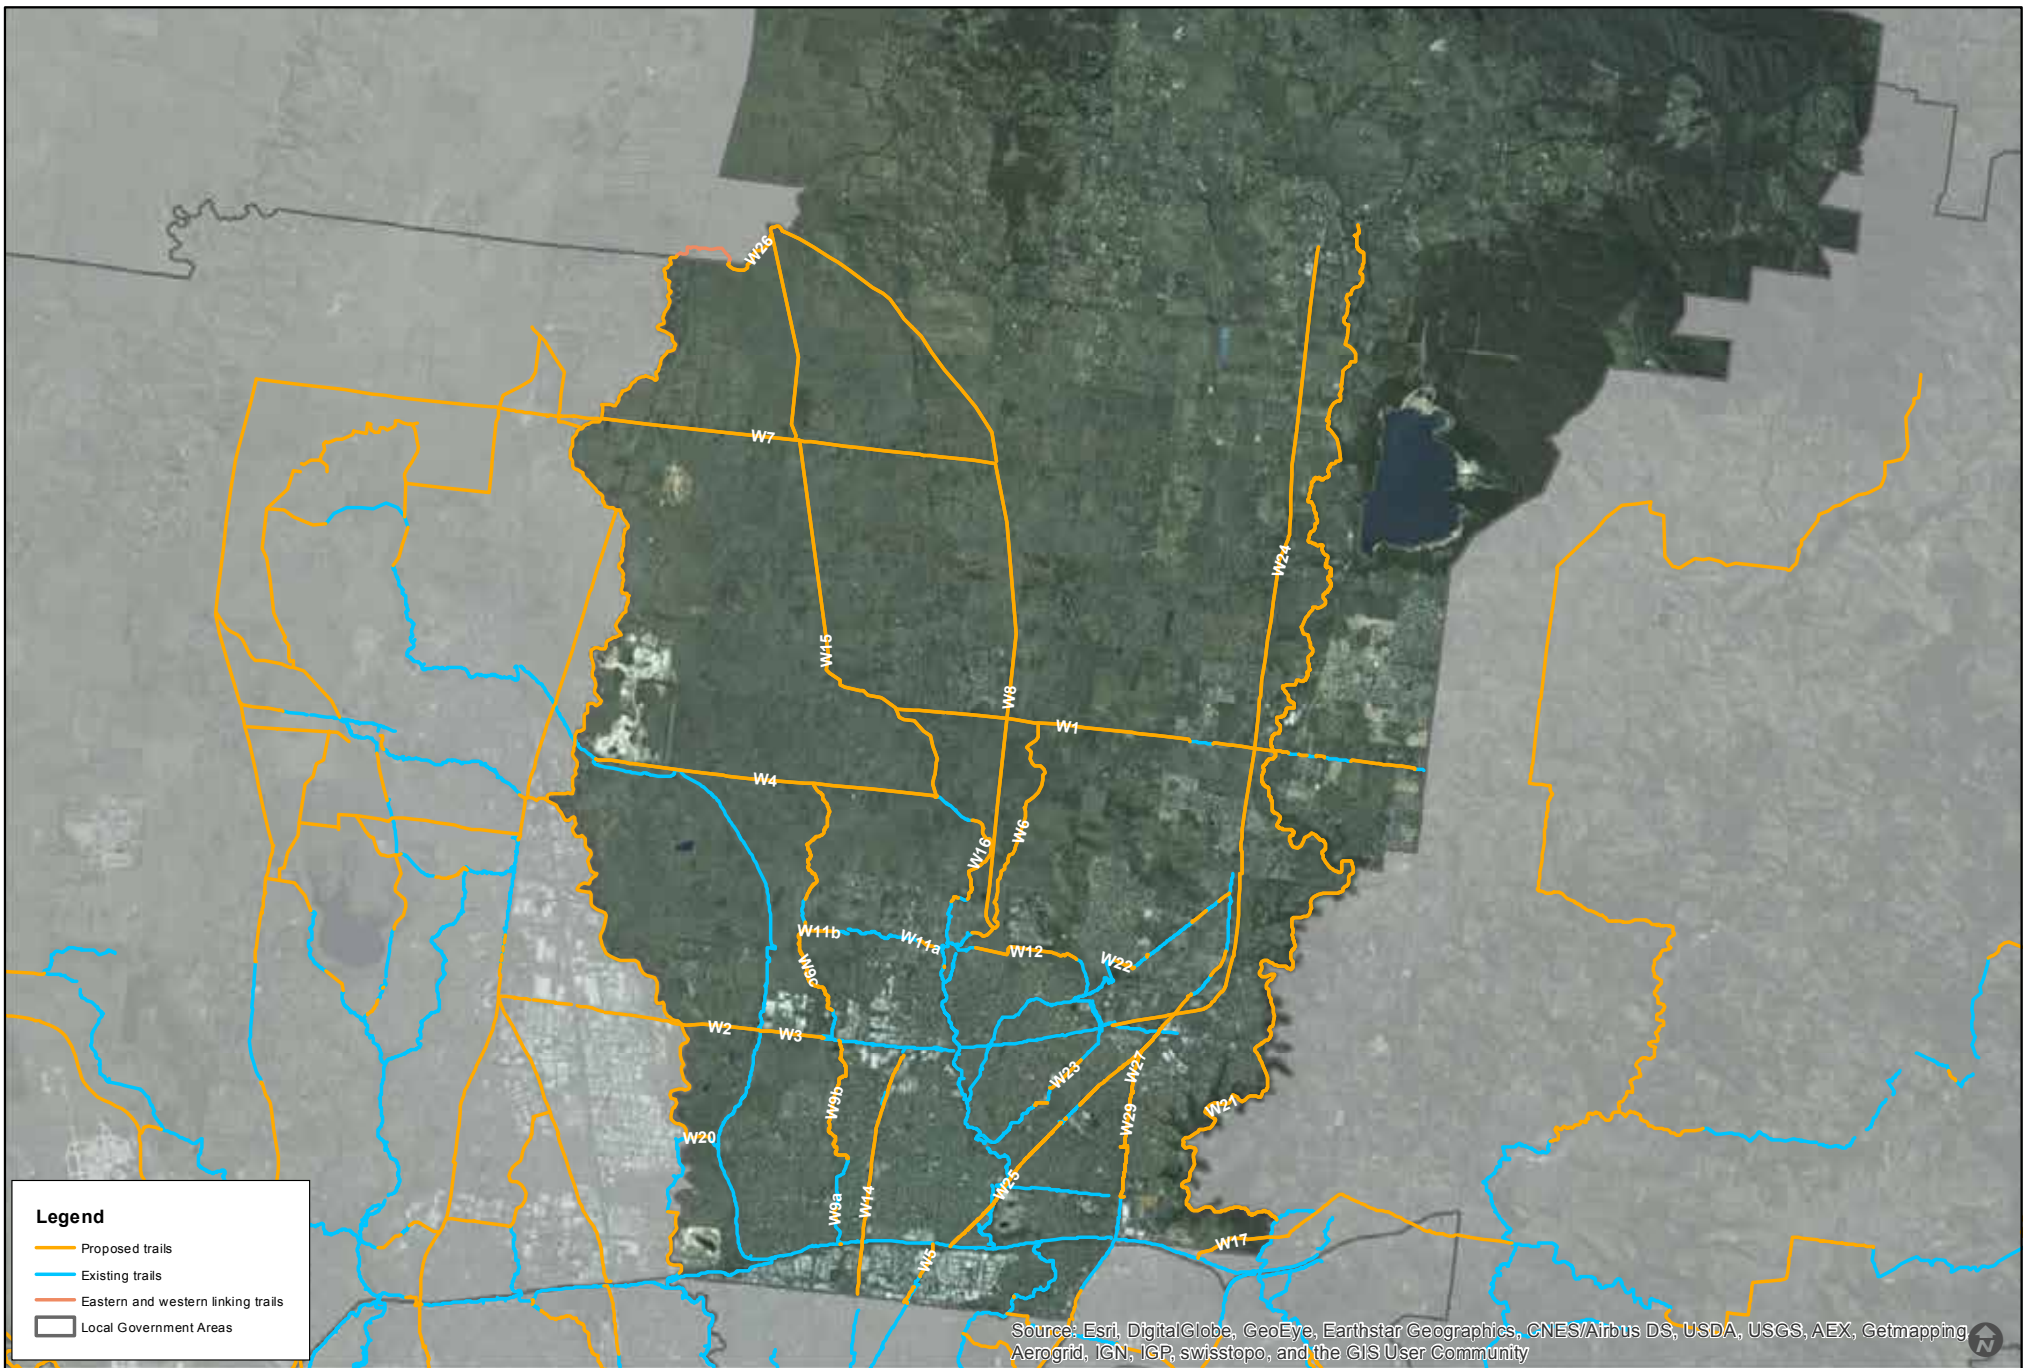 W26
W7
W24
W15
W8
W1
W4
W6
W16
W11b
W11a
W12
W22
W9c
W2
W3
W23
W27
W9b
W29
W21
W20
W25
W9a
W14
W17
W5
Legend
Proposed trails
Existing trails
Eastern and western linking trails
Local Government Areas
Source: Esri, DigitalGlobe, GeoEye, Earthstar Geographics, CNES/Airbus DS, USDA, USGS, AEX, Getmapping,
Aerogrid, IGN, IGP, swisstopo, and the GIS User Community
N